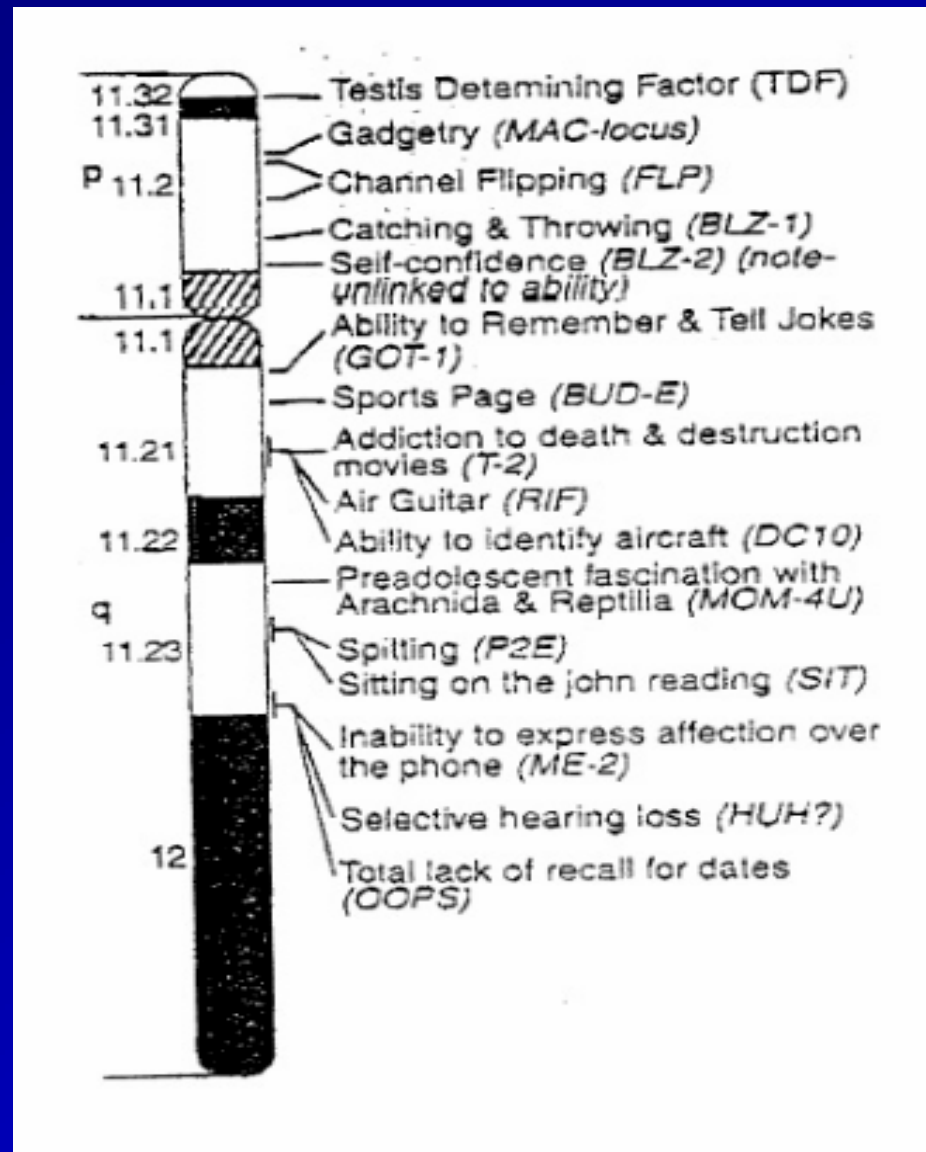 11.32
Testis Detamining Factor (TDF)
11.31
Gadgetry (MAC-locus)
p 11.2
Channel Flipping (FLP)
Catching & Throwing (BLZ-1)
Self-confidence (BLZ-2) (note-
unlinked to ability)
11.1
11.1
Ability to Remember & Tell Jokes
(GOT-1)
Sports Page (BUD-E)
11.21
Addiction to death & destruction
movies (T-2)
Air Guitar (RIF)
11.22
Ability to identify aircraft (DC10)
Preadolescent fascination with
Arachnida & Reptilia (MOM-4U)
q
11.23
Spitting (P2E)
Sitting on the john reading (SIT)
Inability to express affection over
the phone (ME-2)
Selective hearing loss (HUH?)
12
Total lack of recall for dates
(OOPS)